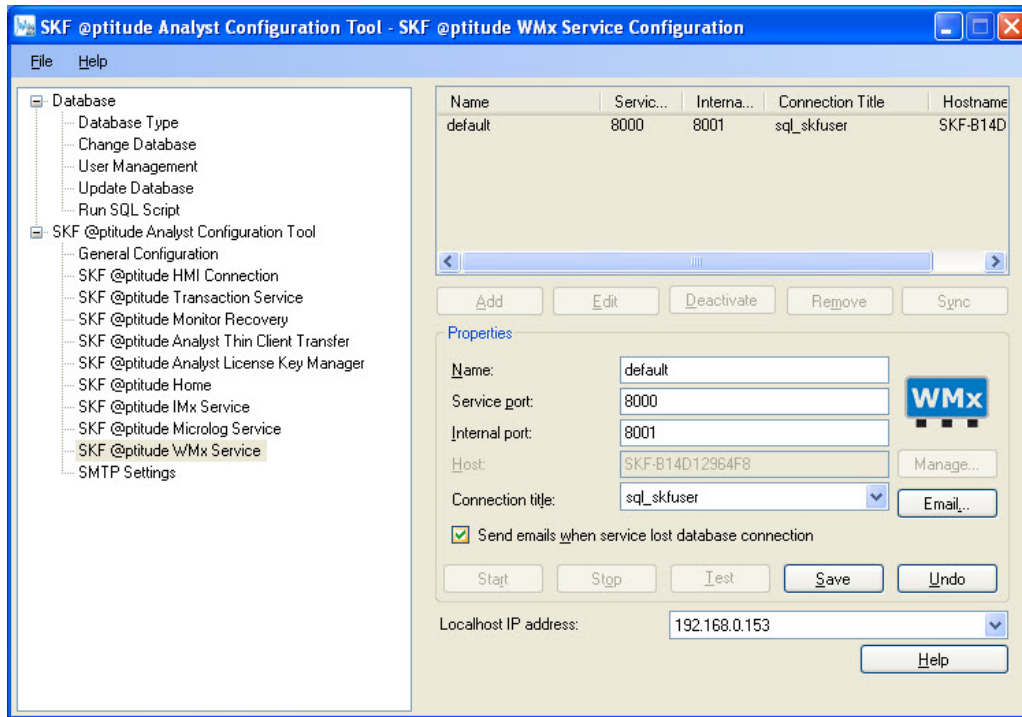 SKF @ptitude Analyst Configuration Tool - SKF @ptitude WMx Service Configuration
File Help
Database
Database Type
Change Database
User Management
Update Database
Run SQL Script
SKF @ptitude Analyst Configuration Tool
General Configuration
SKF @ptitude HMI Connection
SKF @ptitude Transaction Service
SKF @ptitude Monitor Recovery
SKF @ptitude Analyst Thin Client Transfer
SKF @ptitude Analyst License Key Manager
SKF @ptitude Home
SKF @ptitude IMx Service
SKF @ptitude Microlog Service
SKF @ptitude WMx Service
SMTP Settings
Name Servic... Interna... Connection Title Hostname
default 8000 8001 sql_skfuser SKF-B14D
Add Edit Deactivate Remove Sync
Properties
Name: default
WMx
Service port: 8000
Internal port: 8001
Host: SKF-B14D12964F8 Manage...
Connection title: sql_skfuser Email...
Send emails when service lost database connection
Start Stop Test Save Undo
Localhost IP address: 192.168.0.153
Help